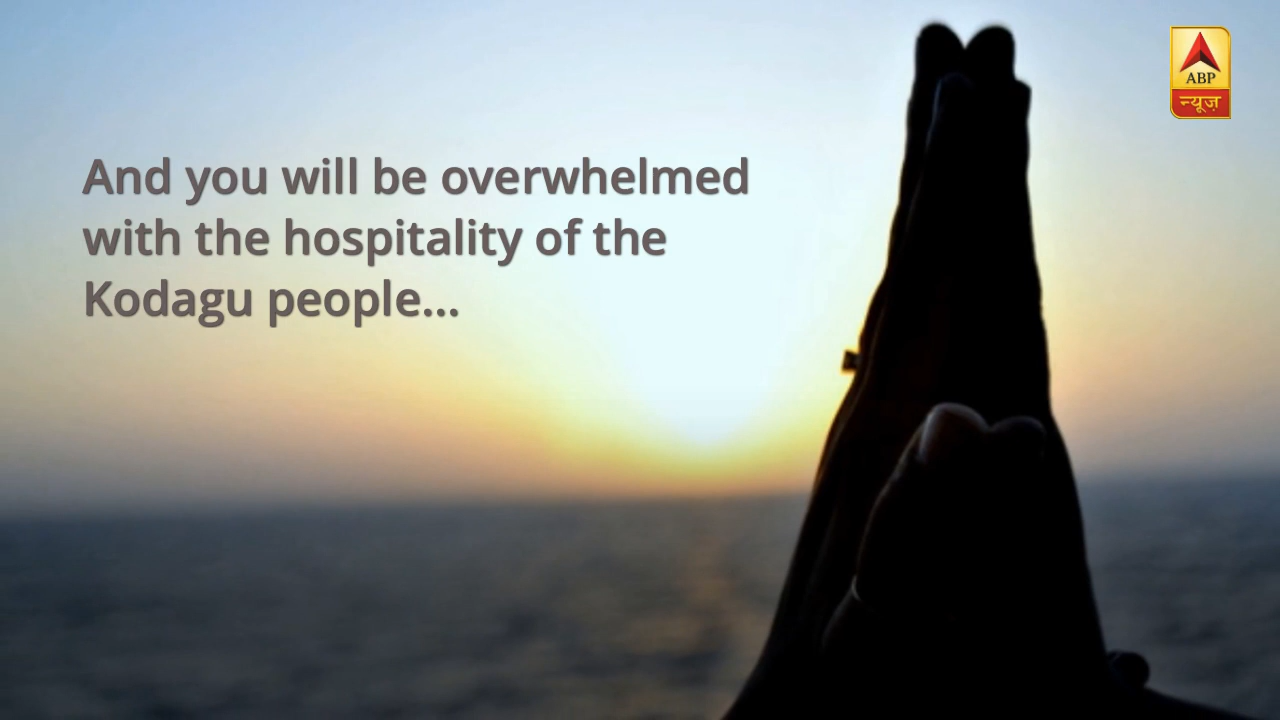 ABP
न्यूज़
And you will be overwhelmed
with the hospitality of the
Kodagu people...